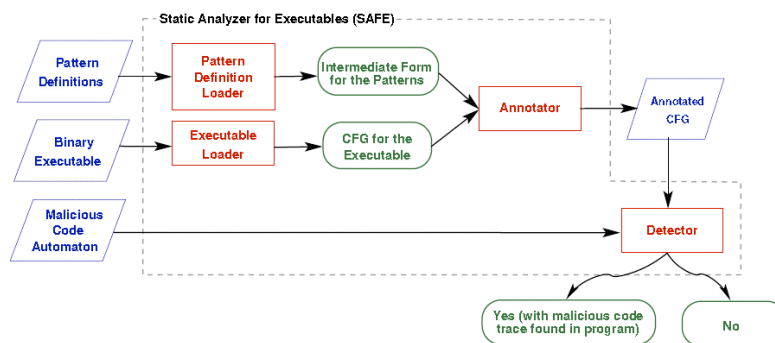 Static Analyzer for Executables (SAFE)
Pattern
Definitions
Pattern
Definition
Loader
Intermediate Form
for the Patterns
Annotator
Annotated
CFG
Binary
Executable
Executable
Loader
CFG for the
Executable
Malicious
Code
Automaton
Detector
Yes (with malicious code
trace found in program)
No